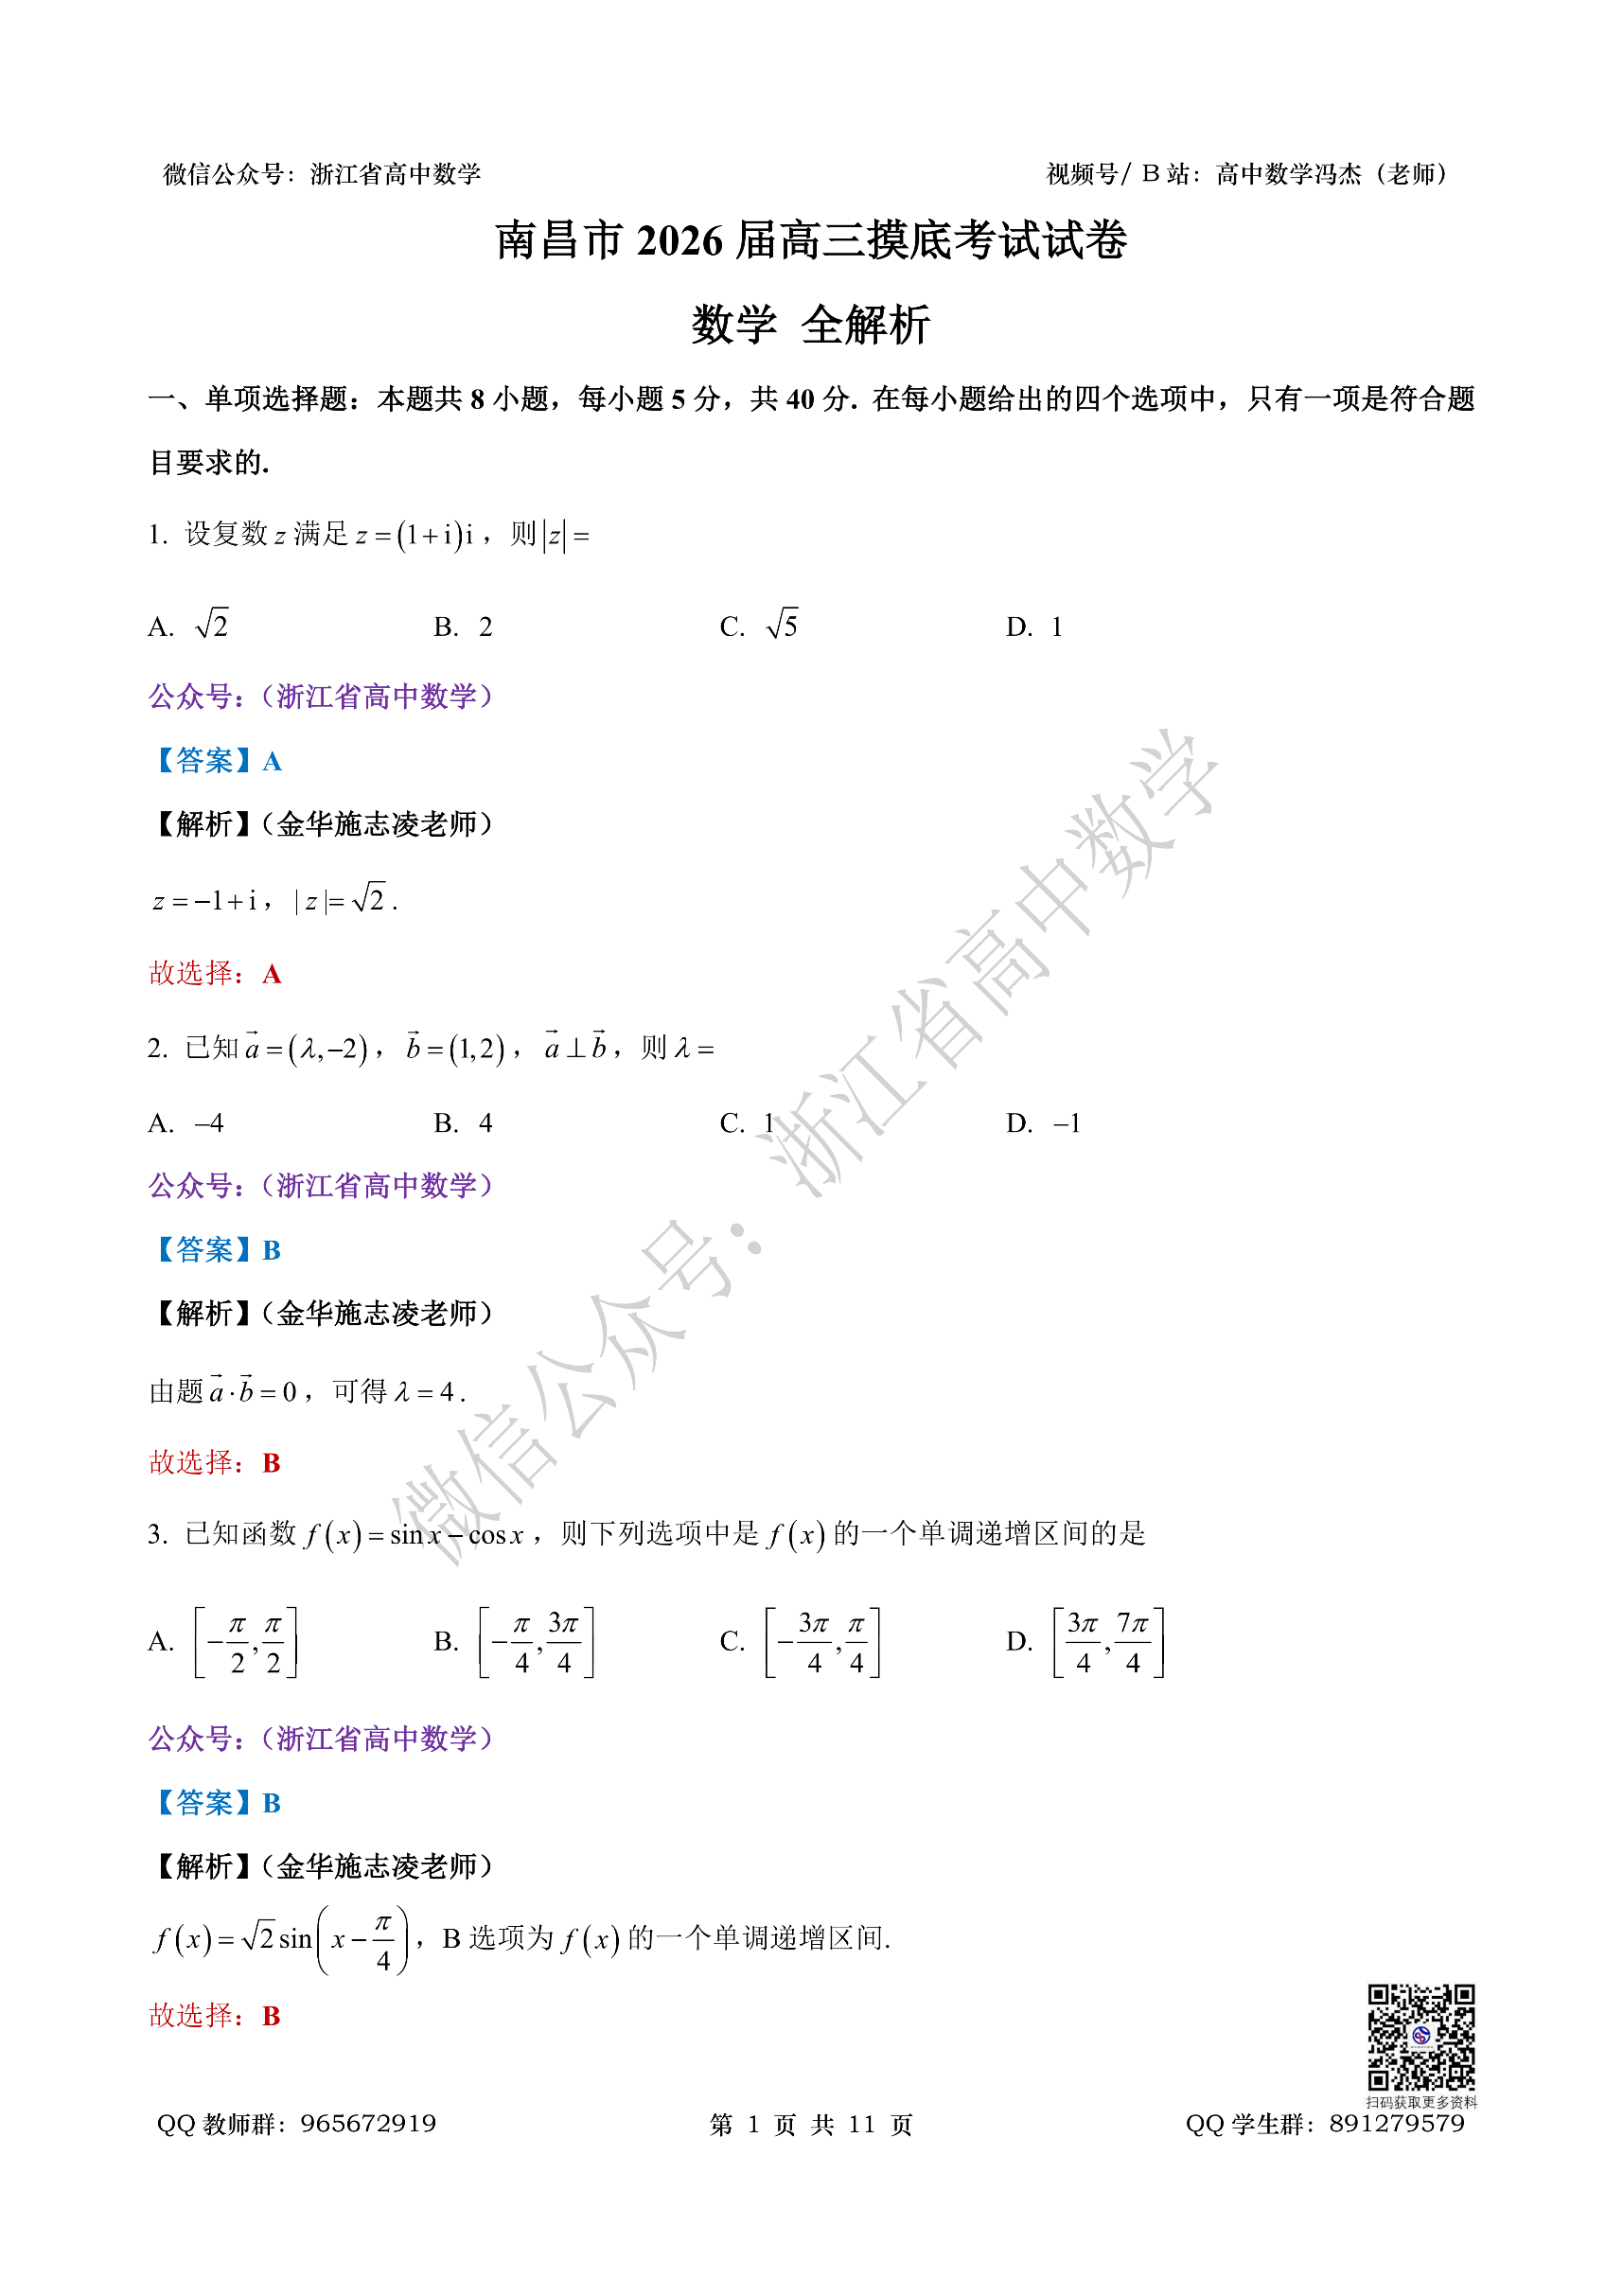 微信公众号：浙江省高中数学
视频号/ B 站：高中数学冯杰（老师）
南昌市 2026 届高三摸底考试试卷
数学 全解析
一、单项选择题：本题共 8 小题，每小题 5 分，共 40 分. 在每小题给出的四个选项中，只有一项是符合题
目要求的.
1. 设复数 z 满足 z = (1 + i)i，则|z| =
A. √2 B. 2 C. √5 D. 1
公众号：（浙江省高中数学）
【答案】A
【解析】（金华施志凌老师）
z = −1 + i，| z |= √2 .
故选择：A
2. 已知 a⃗ = (λ, −2)，b⃗ = (1, 2)，a⃗ ⊥ b⃗，则 λ =
A. −4 B. 4 C. 1 D. −1
公众号：（浙江省高中数学）
【答案】B
【解析】（金华施志凌老师）
由题 a⃗ · b⃗ = 0，可得 λ = 4 .
故选择：B
3. 已知函数 f(x) = sin x − cos x，则下列选项中是 f(x) 的一个单调递增区间的是
A. [−π/2, π/2] B. [−π/4, 3π/4] C. [−3π/4, π/4] D. [3π/4, 7π/4]
公众号：（浙江省高中数学）
【答案】B
【解析】（金华施志凌老师）
f(x) = √2 sin(x − π/4)，B 选项为 f(x) 的一个单调递增区间.
故选择：B
微信公众号：浙江省高中数学
扫码获取更多资料
QQ 教师群：965672919 第 1 页 共 11 页 QQ 学生群：891279579